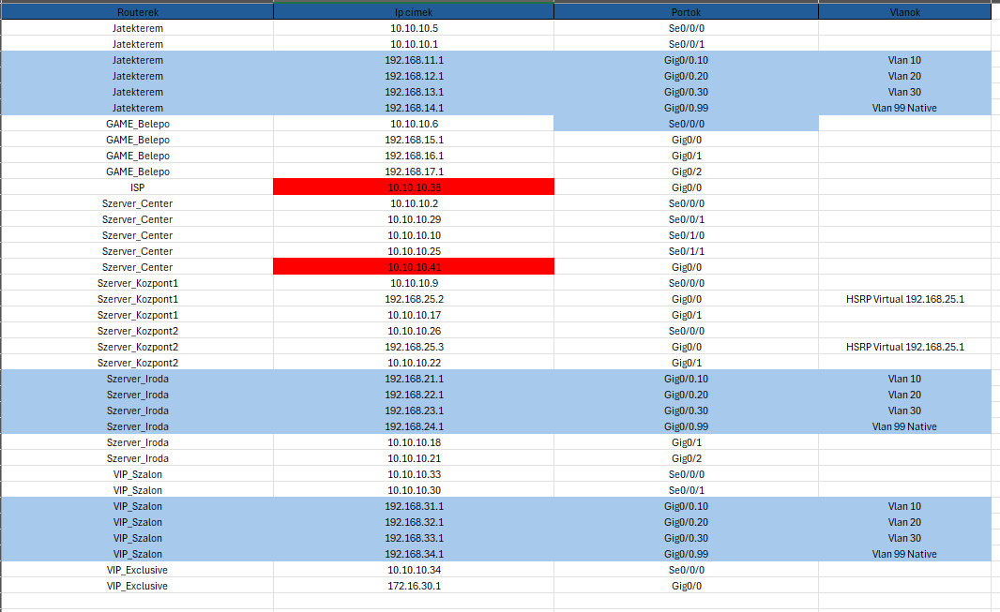 Routerek Ip címek Portok Vlanok
Jatekterem 10.10.10.5 Se0/0/0
Jatekterem 10.10.10.1 Se0/0/1
Jatekterem 192.168.11.1 Gig0/0.10 Vlan 10
Jatekterem 192.168.12.1 Gig0/0.20 Vlan 20
Jatekterem 192.168.13.1 Gig0/0.30 Vlan 30
Jatekterem 192.168.14.1 Gig0/0.99 Vlan 99 Native
GAME_Belepo 10.10.10.6 Se0/0/0
GAME_Belepo 192.168.15.1 Gig0/0
GAME_Belepo 192.168.16.1 Gig0/1
GAME_Belepo 192.168.17.1 Gig0/2
ISP 10.10.10.38 Gig0/0
Szerver_Center 10.10.10.2 Se0/0/0
Szerver_Center 10.10.10.29 Se0/0/1
Szerver_Center 10.10.10.10 Se0/1/0
Szerver_Center 10.10.10.25 Se0/1/1
Szerver_Center 10.10.10.41 Gig0/0
Szerver_Kozpont1 10.10.10.9 Se0/0/0
Szerver_Kozpont1 192.168.25.2 Gig0/0 HSRP Virtual 192.168.25.1
Szerver_Kozpont1 10.10.10.17 Gig0/1
Szerver_Kozpont2 10.10.10.26 Se0/0/0
Szerver_Kozpont2 192.168.25.3 Gig0/0 HSRP Virtual 192.168.25.1
Szerver_Kozpont2 10.10.10.22 Gig0/1
Szerver_Iroda 192.168.21.1 Gig0/0.10 Vlan 10
Szerver_Iroda 192.168.22.1 Gig0/0.20 Vlan 20
Szerver_Iroda 192.168.23.1 Gig0/0.30 Vlan 30
Szerver_Iroda 192.168.24.1 Gig0/0.99 Vlan 99 Native
Szerver_Iroda 10.10.10.18 Gig0/1
Szerver_Iroda 10.10.10.21 Gig0/2
VIP_Szalon 10.10.10.33 Se0/0/0
VIP_Szalon 10.10.10.30 Se0/0/1
VIP_Szalon 192.168.31.1 Gig0/0.10 Vlan 10
VIP_Szalon 192.168.32.1 Gig0/0.20 Vlan 20
VIP_Szalon 192.168.33.1 Gig0/0.30 Vlan 30
VIP_Szalon 192.168.34.1 Gig0/0.99 Vlan 99 Native
VIP_Exclusive 10.10.10.34 Se0/0/0
VIP_Exclusive 172.16.30.1 Gig0/0